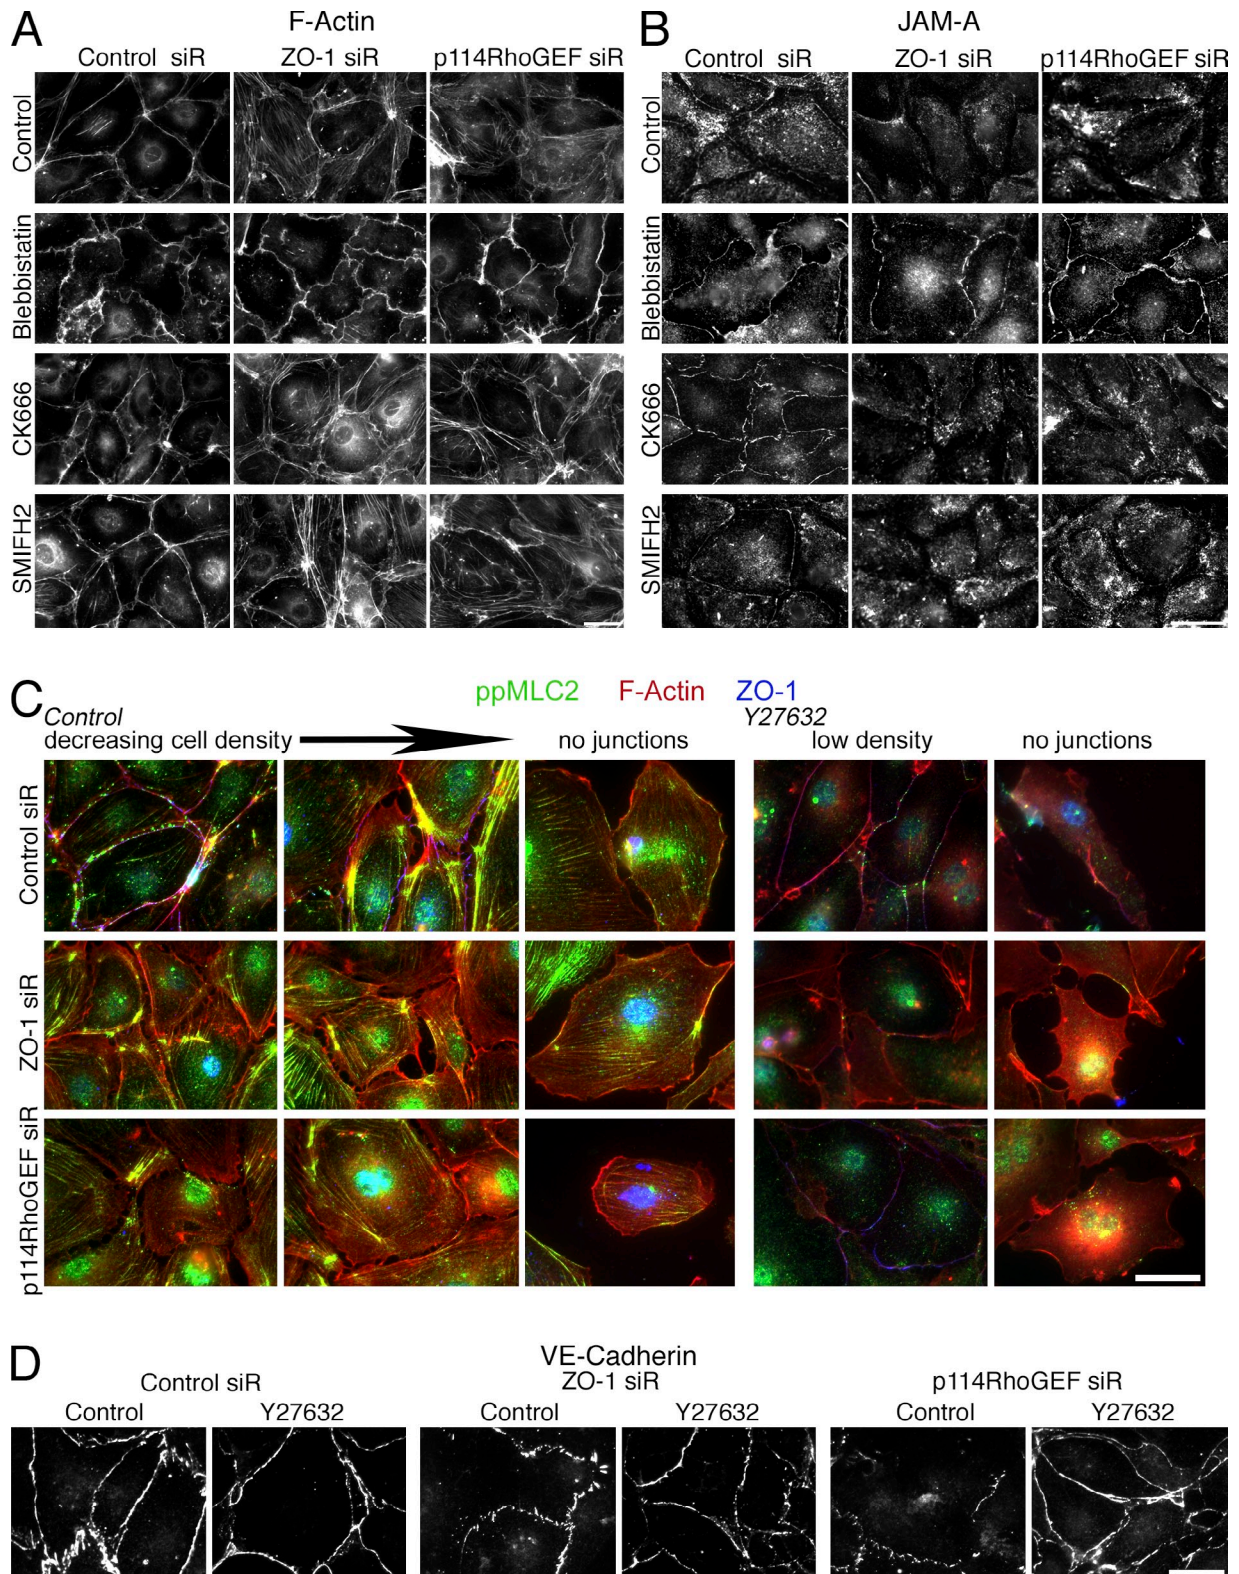 A
F-Actin
Control siR
ZO-1 siR
p114RhoGEF siR
Control
Blebbistatin
CK666
SMIFH2
B
JAM-A
Control siR
ZO-1 siR
p114RhoGEF siR
Control
Blebbistatin
CK666
SMIFH2
C
ppMLC2 F-Actin ZO-1
Control
Y27632
decreasing cell density
no junctions
low density
no junctions
Control siR
ZO-1 siR
p114RhoGEF siR
D
VE-Cadherin
Control siR
ZO-1 siR
p114RhoGEF siR
Control
Y27632
Control
Y27632
Control
Y27632